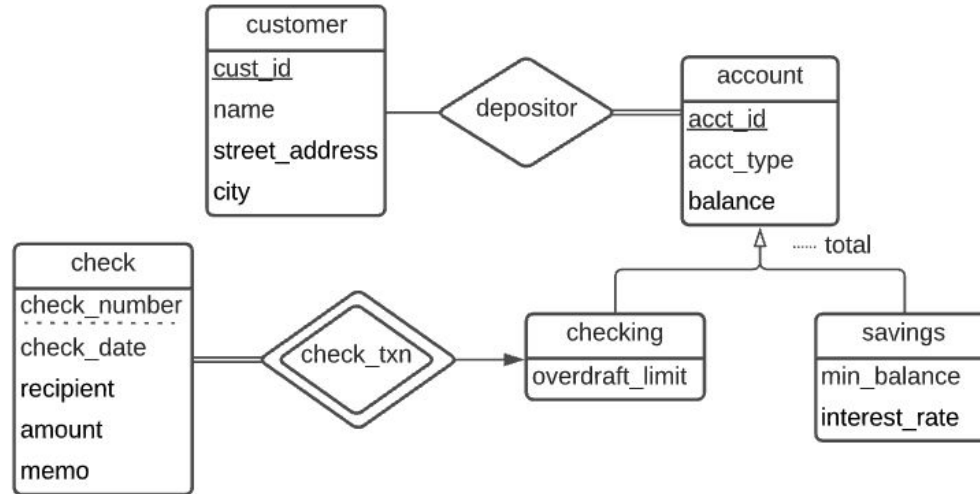 customer
cust_id
name
street_address
city
depositor
account
acct_id
acct_type
balance
...... total
check
check_number
check_date
recipient
amount
memo
check_txn
checking
overdraft_limit
savings
min_balance
interest_rate